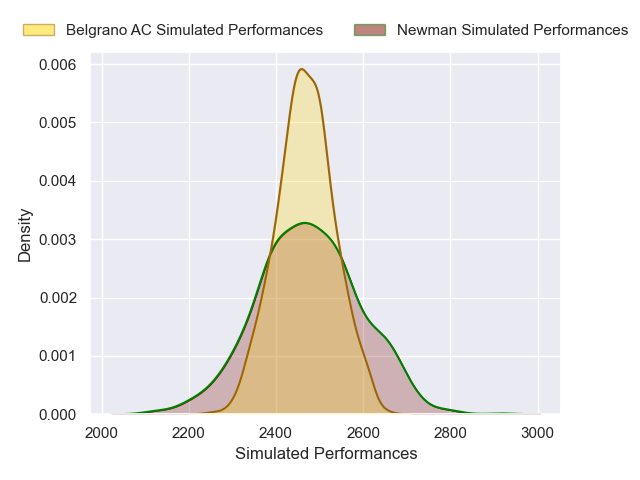 Belgrano AC Simulated Performances
Newman Simulated Performances
0.006
0.005
0.004
0.003
0.002
0.001
0.000
Density
2000 2200 2400 2600 2800 3000
Simulated Performances